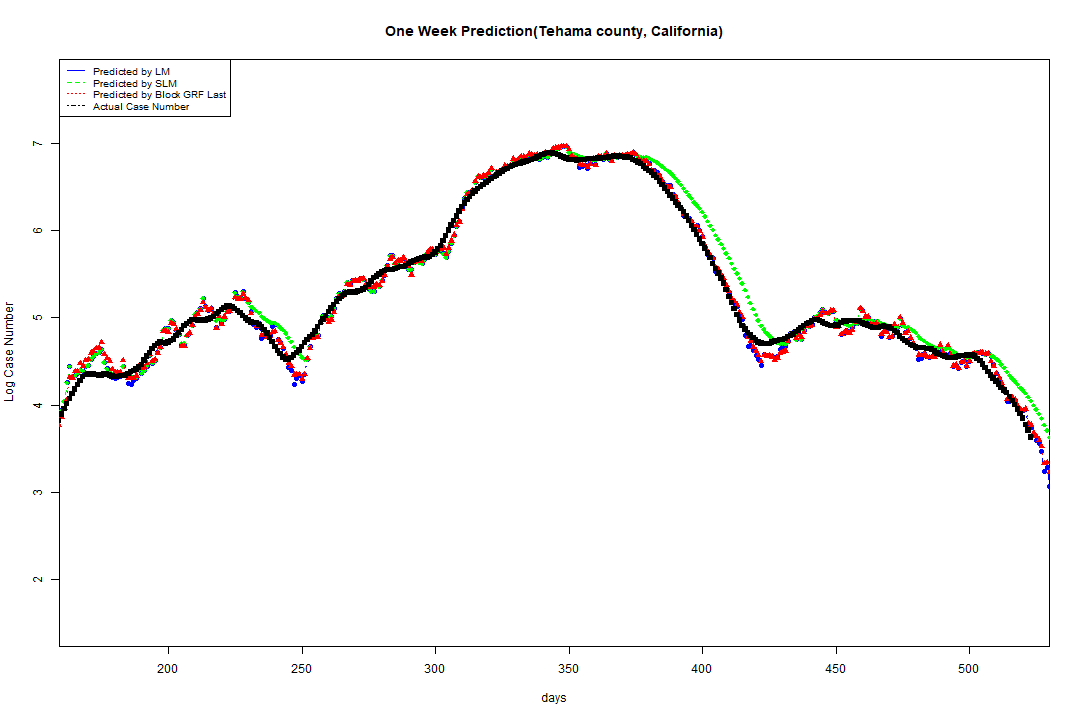 One Week Prediction(Tehama county, California)
Predicted by LM
Predicted by SLM
Predicted by Block GRF Last
Actual Case Number
Log Case Number
7
6
5
4
3
2
200 250 300 350 400 450 500
days